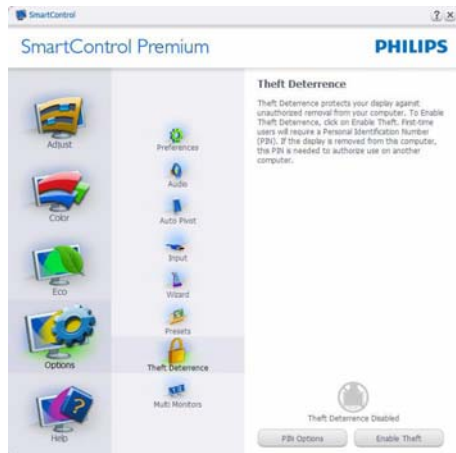 SmartControl
SmartControl Premium
PHILIPS
Adjust
Color
Eco
Options
Help
Preferences
Audio
Auto Pivot
Input
Wizard
Presets
Theft Deterrence
Multi Monitors
Theft Deterrence
Theft Deterrence protects your display against
unauthorized removal from your computer. To Enable
Theft Deterrence, click on Enable Theft. First-time
users will require a Personal Identification Number
(PIN). If the display is removed from this computer,
this PIN is needed to authorize use on another
computer.
Theft Deterrence Disabled
PIN Options
Enable Theft